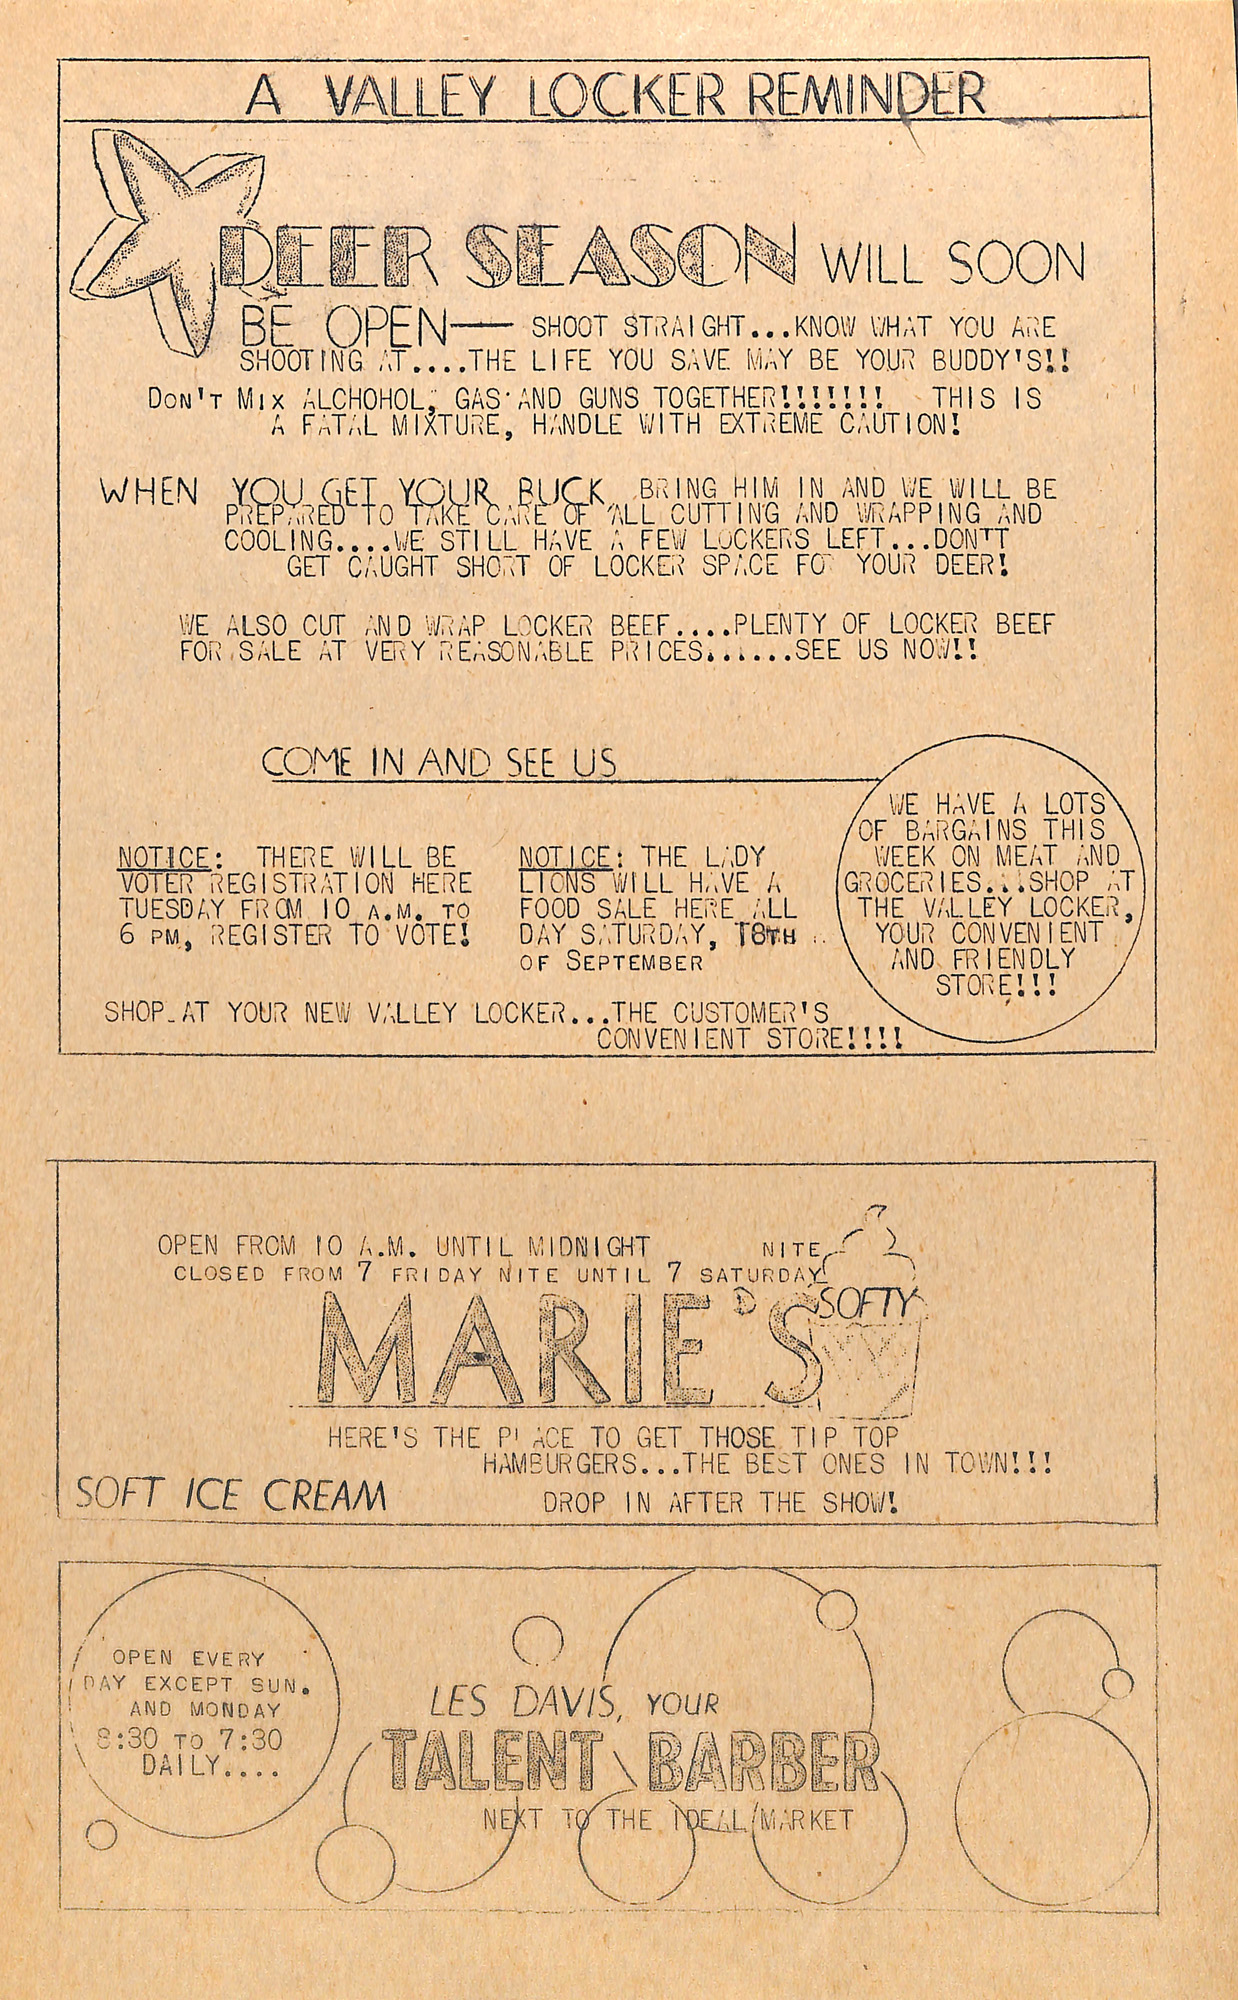 A VALLEY LOCKER REMINDER
DEER SEASON WILL SOON
BE OPEN— SHOOT STRAIGHT...KNOW WHAT YOU ARE
SHOOTING AT....THE LIFE YOU SAVE MAY BE YOUR BUDDY'S!!
DON'T MIX ALCHOHOL, GAS AND GUNS TOGETHER!!!!!!! THIS IS
A FATAL MIXTURE, HANDLE WITH EXTREME CAUTION!
WHEN YOU GET YOUR BUCK BRING HIM IN AND WE WILL BE
PREPARED TO TAKE CARE OF ALL CUTTING AND WRAPPING AND
COOLING....WE STILL HAVE A FEW LOCKERS LEFT...DON'T
GET CAUGHT SHORT OF LOCKER SPACE FOR YOUR DEER!
WE ALSO CUT AND WRAP LOCKER BEEF....PLENTY OF LOCKER BEEF
FOR SALE AT VERY REASONABLE PRICES.......SEE US NOW!!
COME IN AND SEE US
NOTICE: THERE WILL BE
VOTER REGISTRATION HERE
TUESDAY FROM 10 A.M. TO
6 PM, REGISTER TO VOTE!
NOTICE: THE LADY
LIONS WILL HAVE A
FOOD SALE HERE ALL
DAY SATURDAY, 18TH
OF SEPTEMBER
WE HAVE A LOTS
OF BARGAINS THIS
WEEK ON MEAT AND
GROCERIES...SHOP AT
THE VALLEY LOCKER,
YOUR CONVENIENT
AND FRIENDLY
STORE!!!
SHOP AT YOUR NEW VALLEY LOCKER...THE CUSTOMER'S
CONVENIENT STORE!!!!
OPEN FROM 10 A.M. UNTIL MIDNIGHT NITE
CLOSED FROM 7 FRIDAY NITE UNTIL 7 SATURDAY
MARIE'S SOFTY
HERE'S THE PLACE TO GET THOSE TIP TOP
HAMBURGERS...THE BEST ONES IN TOWN!!!
SOFT ICE CREAM DROP IN AFTER THE SHOW!
OPEN EVERY
DAY EXCEPT SUN.
AND MONDAY
8:30 TO 7:30
DAILY....
LES DAVIS, YOUR
TALENT BARBER
NEXT TO THE IDEAL MARKET